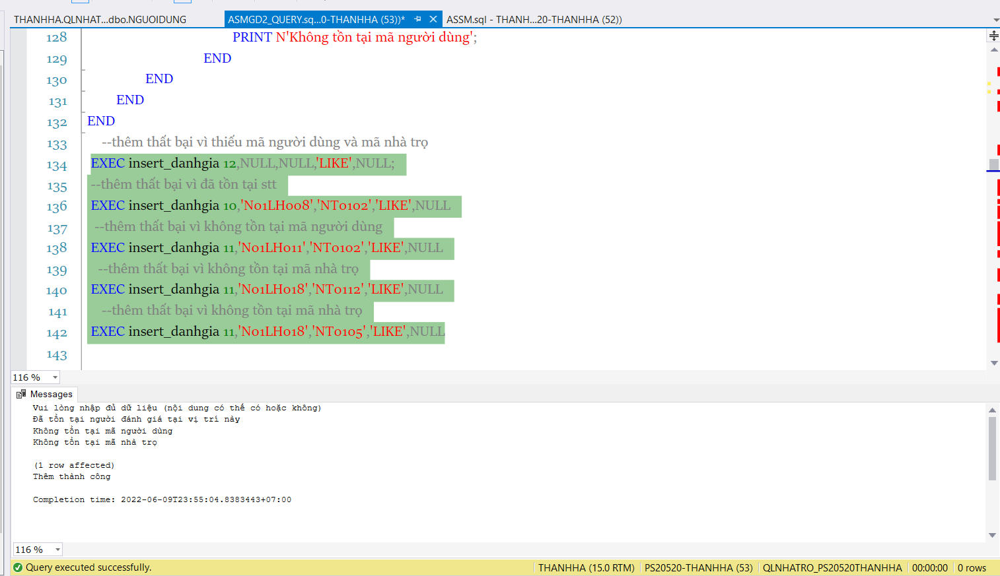 THANHHA.QLNHAT...dbo.NGUOIDUNG
ASMGD2_QUERY.sq...0-THANHHA (53))*
ASSM.sql - THANH...20-THANHHA (52))
128 PRINT N'Không tồn tại mã người dùng';
129 END
130 END
131 END
132 END
133 --thêm thất bại vì thiếu mã người dùng và mã nhà trọ
134 EXEC insert_danhgia 12,NULL,NULL,'LIKE',NULL;
135 --thêm thất bại vì đã tồn tại stt
136 EXEC insert_danhgia 10,'N01LH008','NT0102','LIKE',NULL
137 --thêm thất bại vì không tồn tại mã người dùng
138 EXEC insert_danhgia 11,'N01LH011','NT0102','LIKE',NULL
139 --thêm thất bại vì không tồn tại mã nhà trọ
140 EXEC insert_danhgia 11,'N01LH018','NT0112','LIKE',NULL
141 --thêm thất bại vì không tồn tại mã nhà trọ
142 EXEC insert_danhgia 11,'N01LH018','NT0105','LIKE',NULL
143
116 %
Messages
Vui lòng nhập đủ dữ liệu (nội dung có thể có hoặc không)
Đã tồn tại người đánh giá tại vị trí này
Không tồn tại mã người dùng
Không tồn tại mã nhà trọ
(1 row affected)
Thêm thành công
Completion time: 2022-06-09T23:55:04.8383443+07:00
116 %
Query executed successfully.
THANHHA (15.0 RTM)
PS20520-THANHHA (53)
QLNHATRO_PS20520THANHHA
00:00:00
0 rows